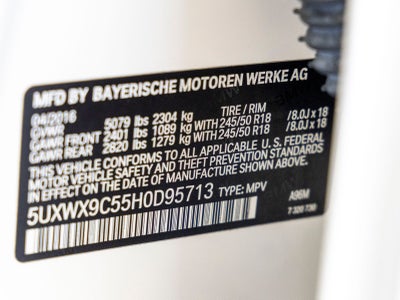 MFD BY BAYERISCHE MOTOREN WERKE AG
04/2016 TIRE / RIM
GVWR 5079 lbs 2304 kg
GAWR FRONT 2401 lbs 1089 kg WITH 245/50 R18 /8.0J x 18
GAWR REAR 2820 lbs 1279 kg WITH 245/50 R18 /8.0J x 18
THIS VEHICLE CONFORMS TO ALL APPLICABLE U. S. FEDERAL
MOTOR VEHICLE SAFETY AND THEFT PREVENTION STANDARDS
IN EFFECT ON THE DATE OF MANUFACTURE SHOWN ABOVE.
5UXWX9C55H0D95713 TYPE: MPV
A96M
7 320 730